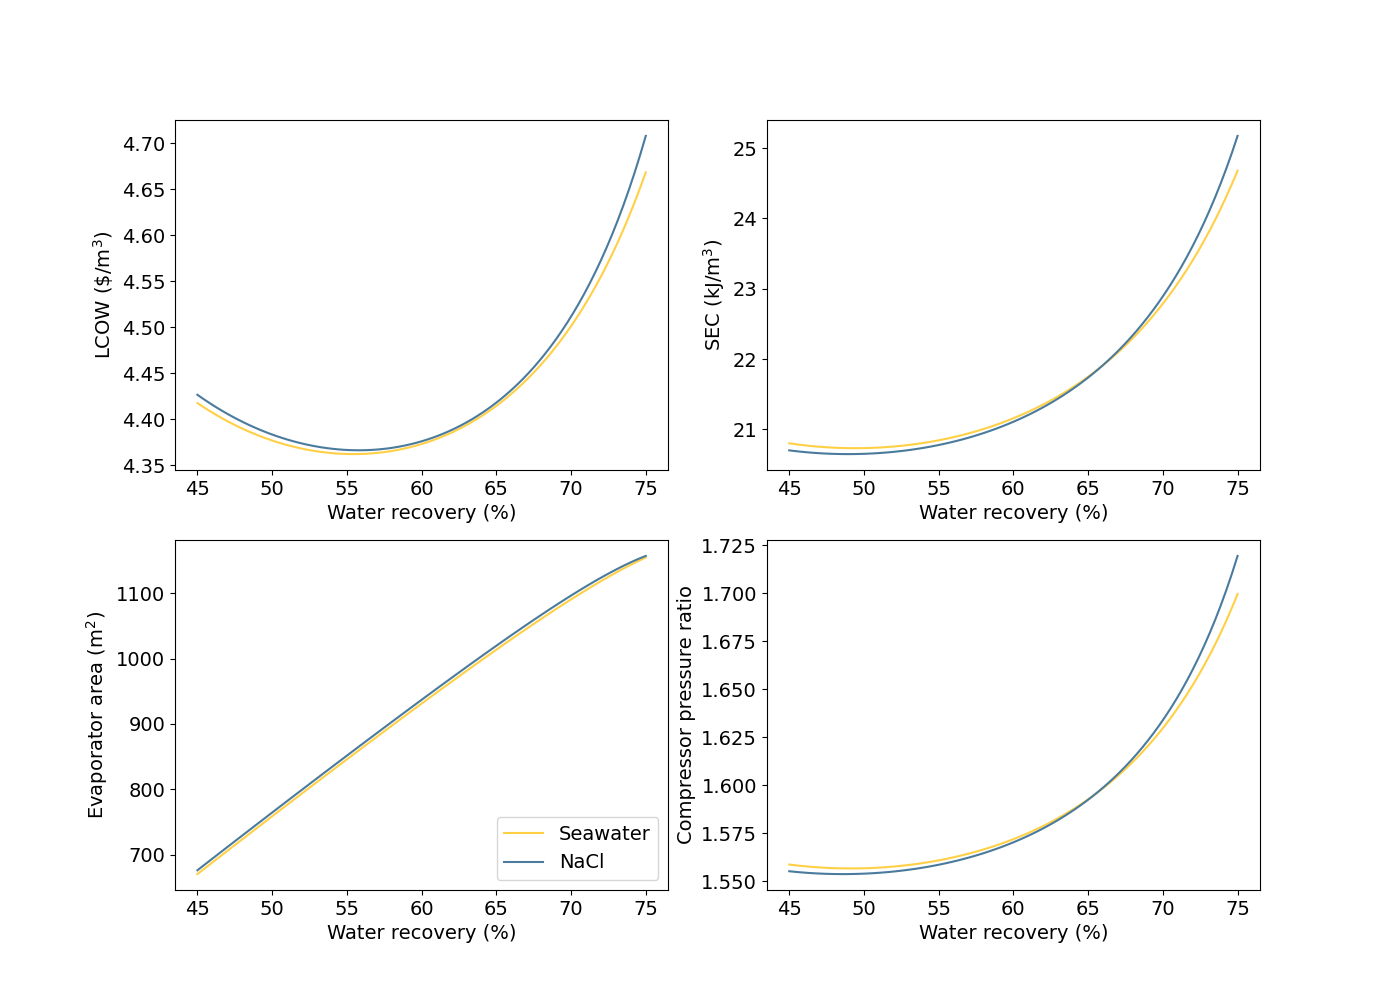 4.70
4.65
4.60
4.55
4.50
4.45
4.40
4.35
LCOW ($/m³)
45 50 55 60 65 70 75
Water recovery (%)
25
24
23
22
21
SEC (kJ/m³)
45 50 55 60 65 70 75
Water recovery (%)
1100
1000
900
800
700
Evaporator area (m²)
Seawater
NaCl
45 50 55 60 65 70 75
Water recovery (%)
1.725
1.700
1.675
1.650
1.625
1.600
1.575
1.550
Compressor pressure ratio
45 50 55 60 65 70 75
Water recovery (%)